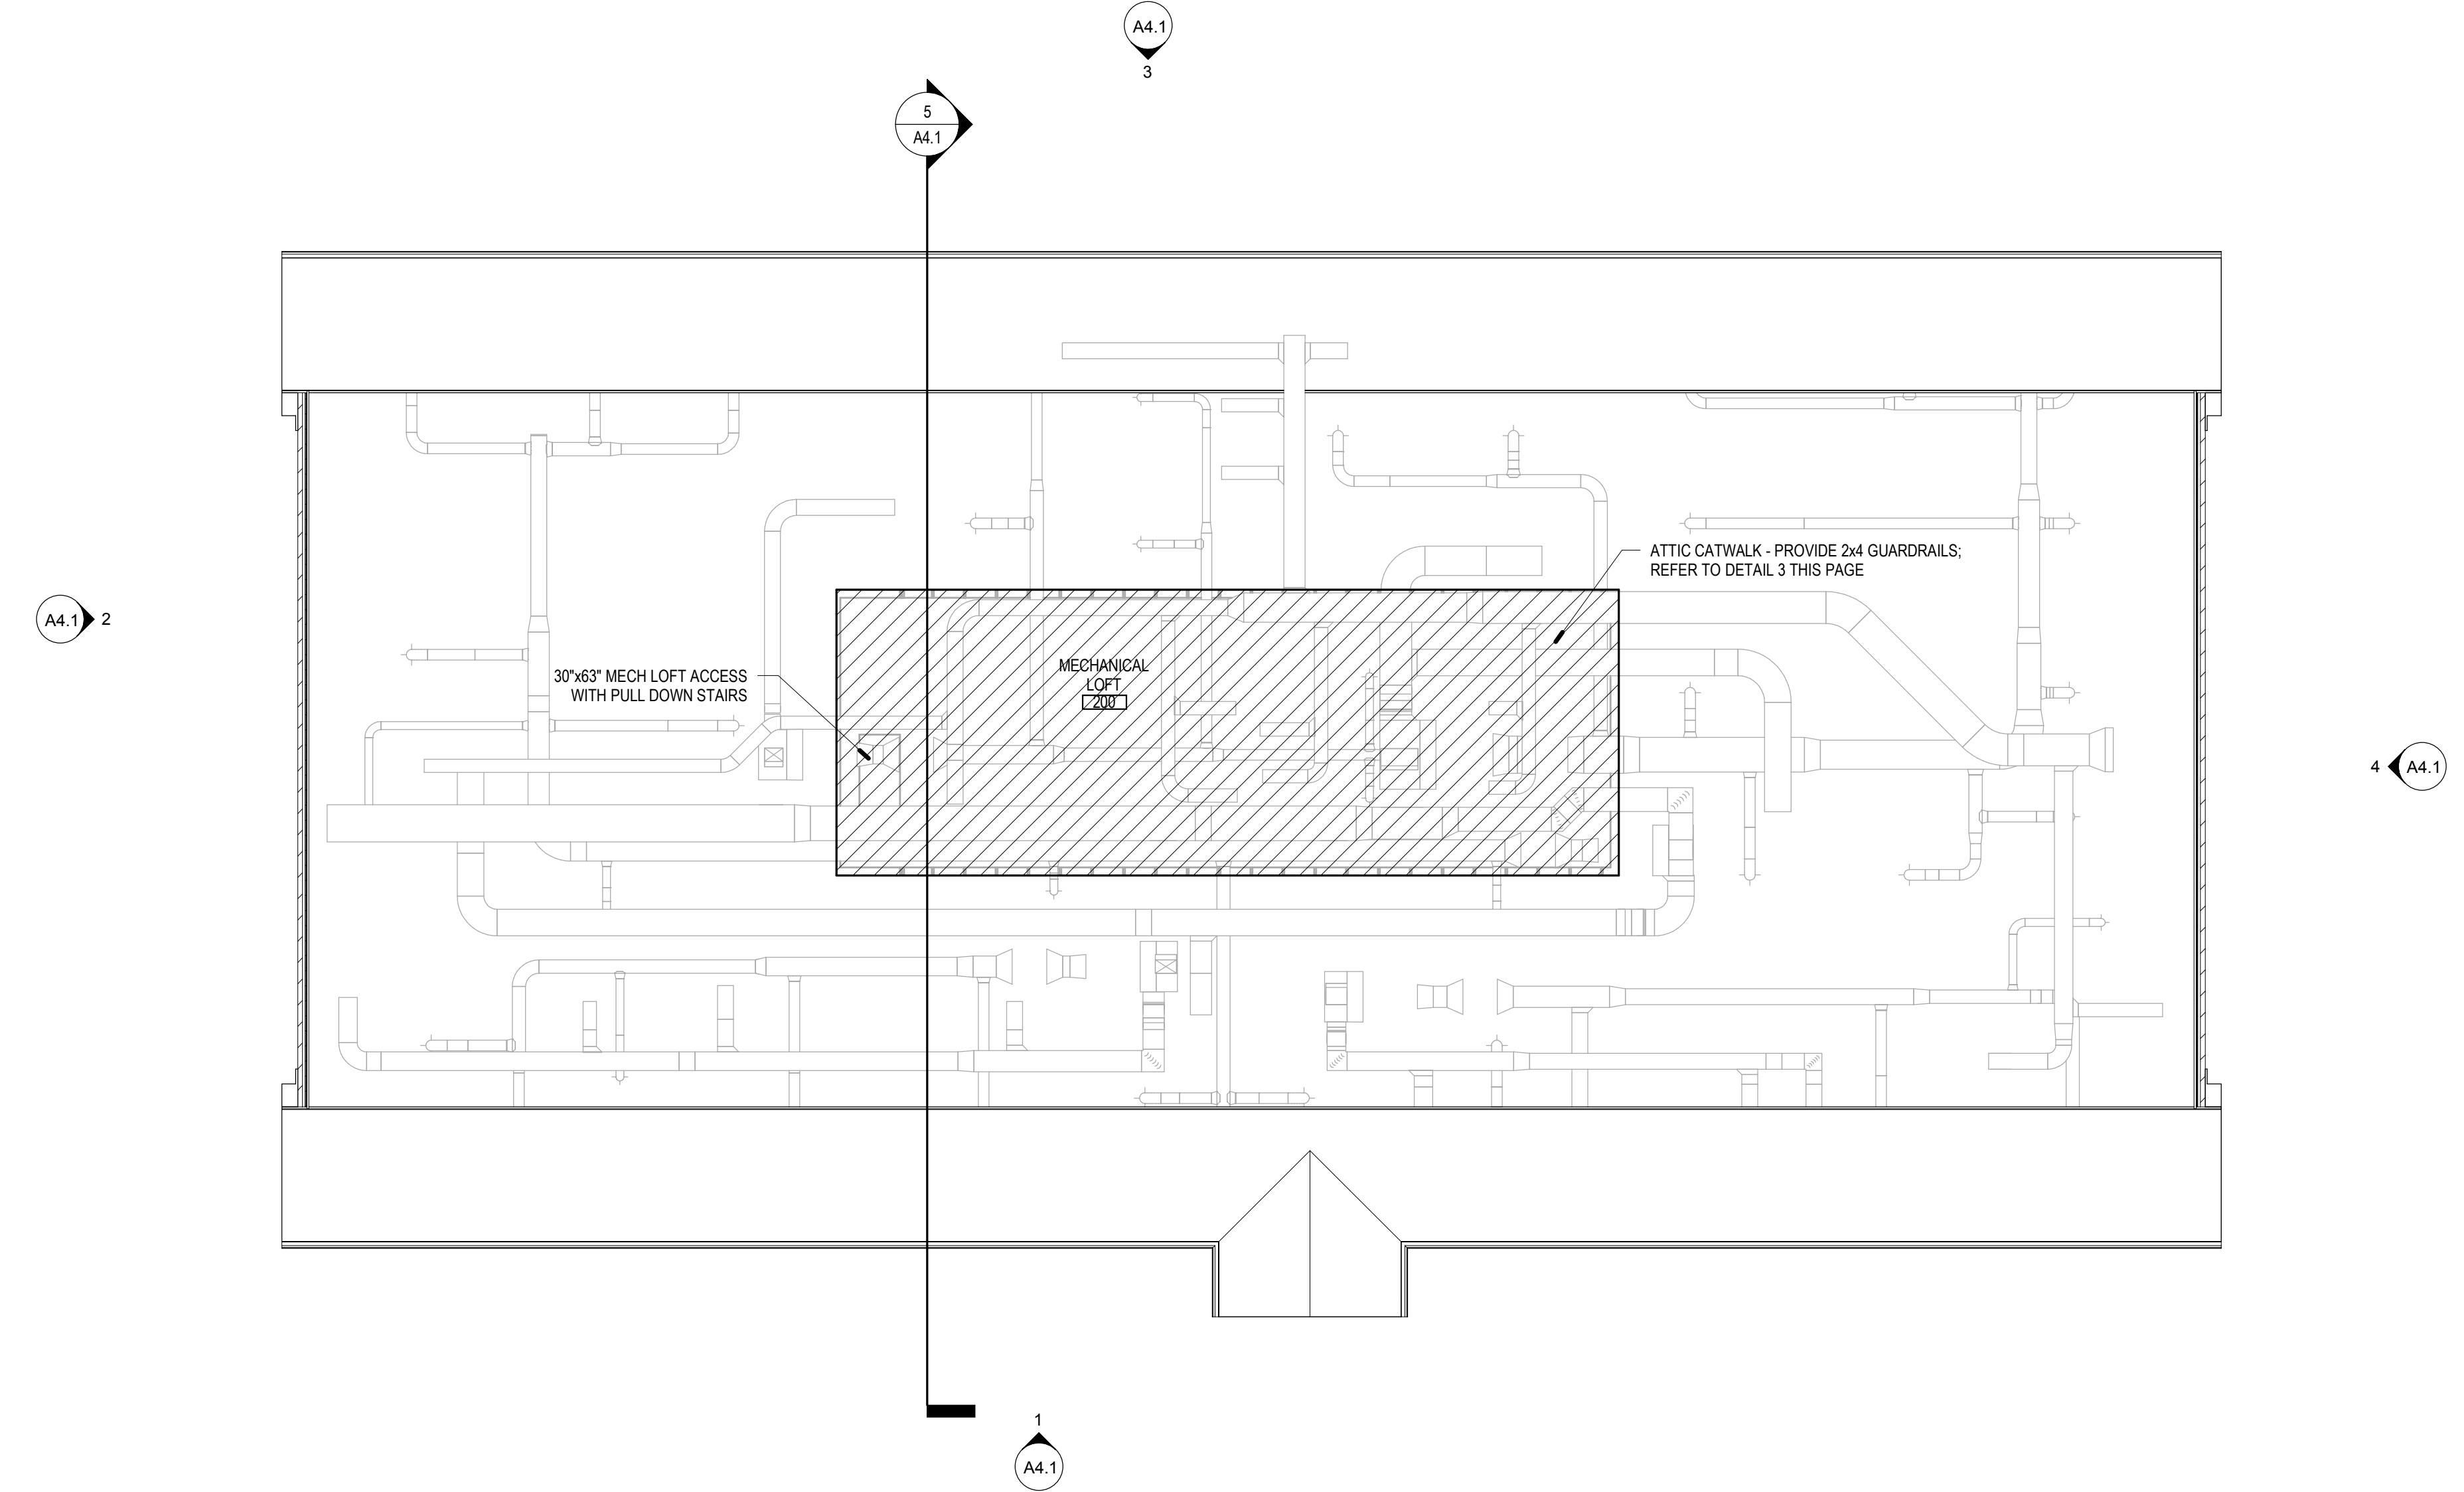 A4.1
3
5
A4.1
ATTIC CATWALK - PROVIDE 2x4 GUARDRAILS;
REFER TO DETAIL 3 THIS PAGE
A4.1
2
30"x63" MECH LOFT ACCESS
WITH PULL DOWN STAIRS
MECHANICAL
LOFT
200
4
A4.1
1
A4.1